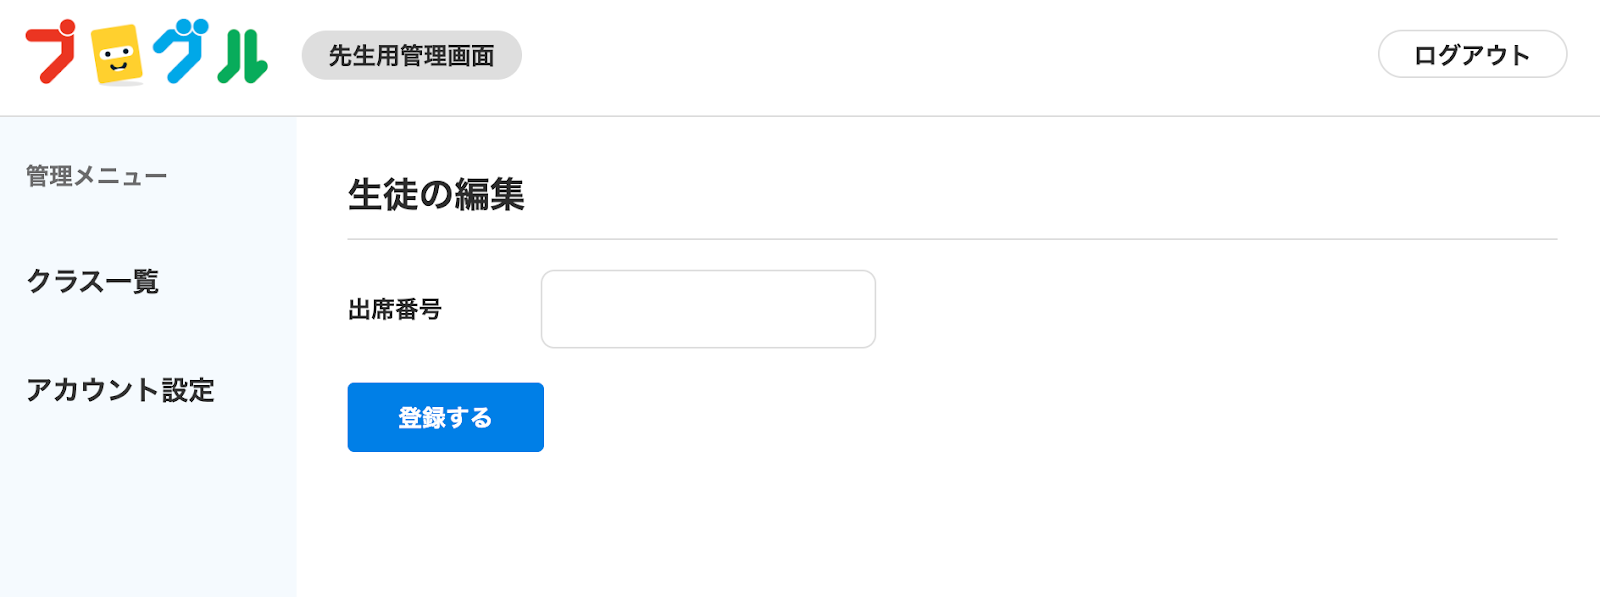 プログル
先生用管理画面
ログアウト
管理メニュー
クラス一覧
アカウント設定
生徒の編集
出席番号
登録する